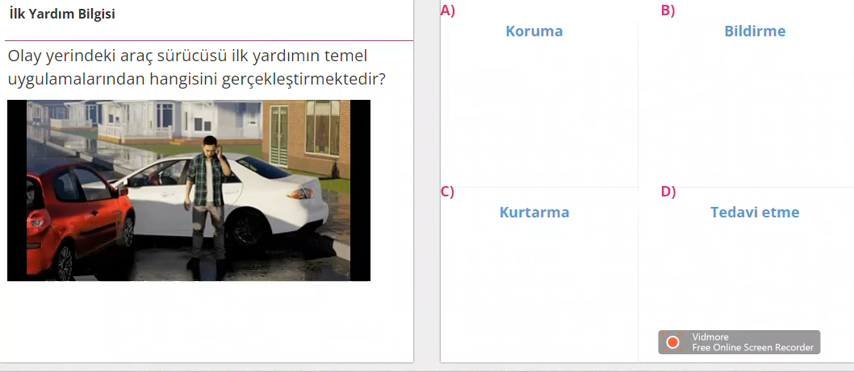 İlk Yardım Bilgisi
Olay yerindeki araç sürücüsü ilk yardımın temel
uygulamalarından hangisini gerçekleştirmektedir?
A)
Koruma
B)
Bildirme
C)
Kurtarma
D)
Tedavi etme
Vidmore
Free Online Screen Recorder